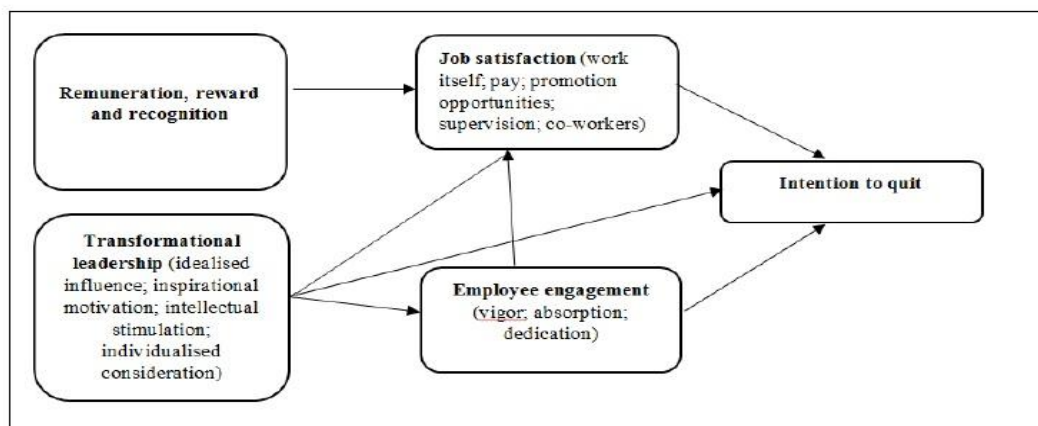 Remuneration, reward
and recognition
Job satisfaction (work
itself; pay; promotion
opportunities;
supervision; co-workers)
Intention to quit
Transformational
leadership (idealised
influence; inspirational
motivation; intellectual
stimulation;
individualised
consideration)
Employee engagement
(vigor; absorption;
dedication)